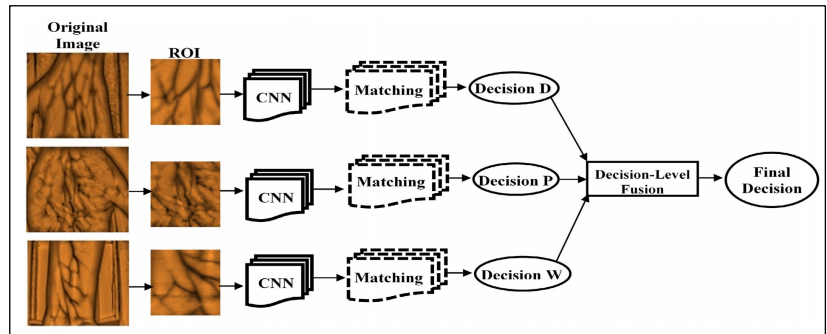 Original
Image
ROI
CNN
Matching
Decision D
CNN
Matching
Decision P
Decision-Level
Fusion
Final
Decision
CNN
Matching
Decision W